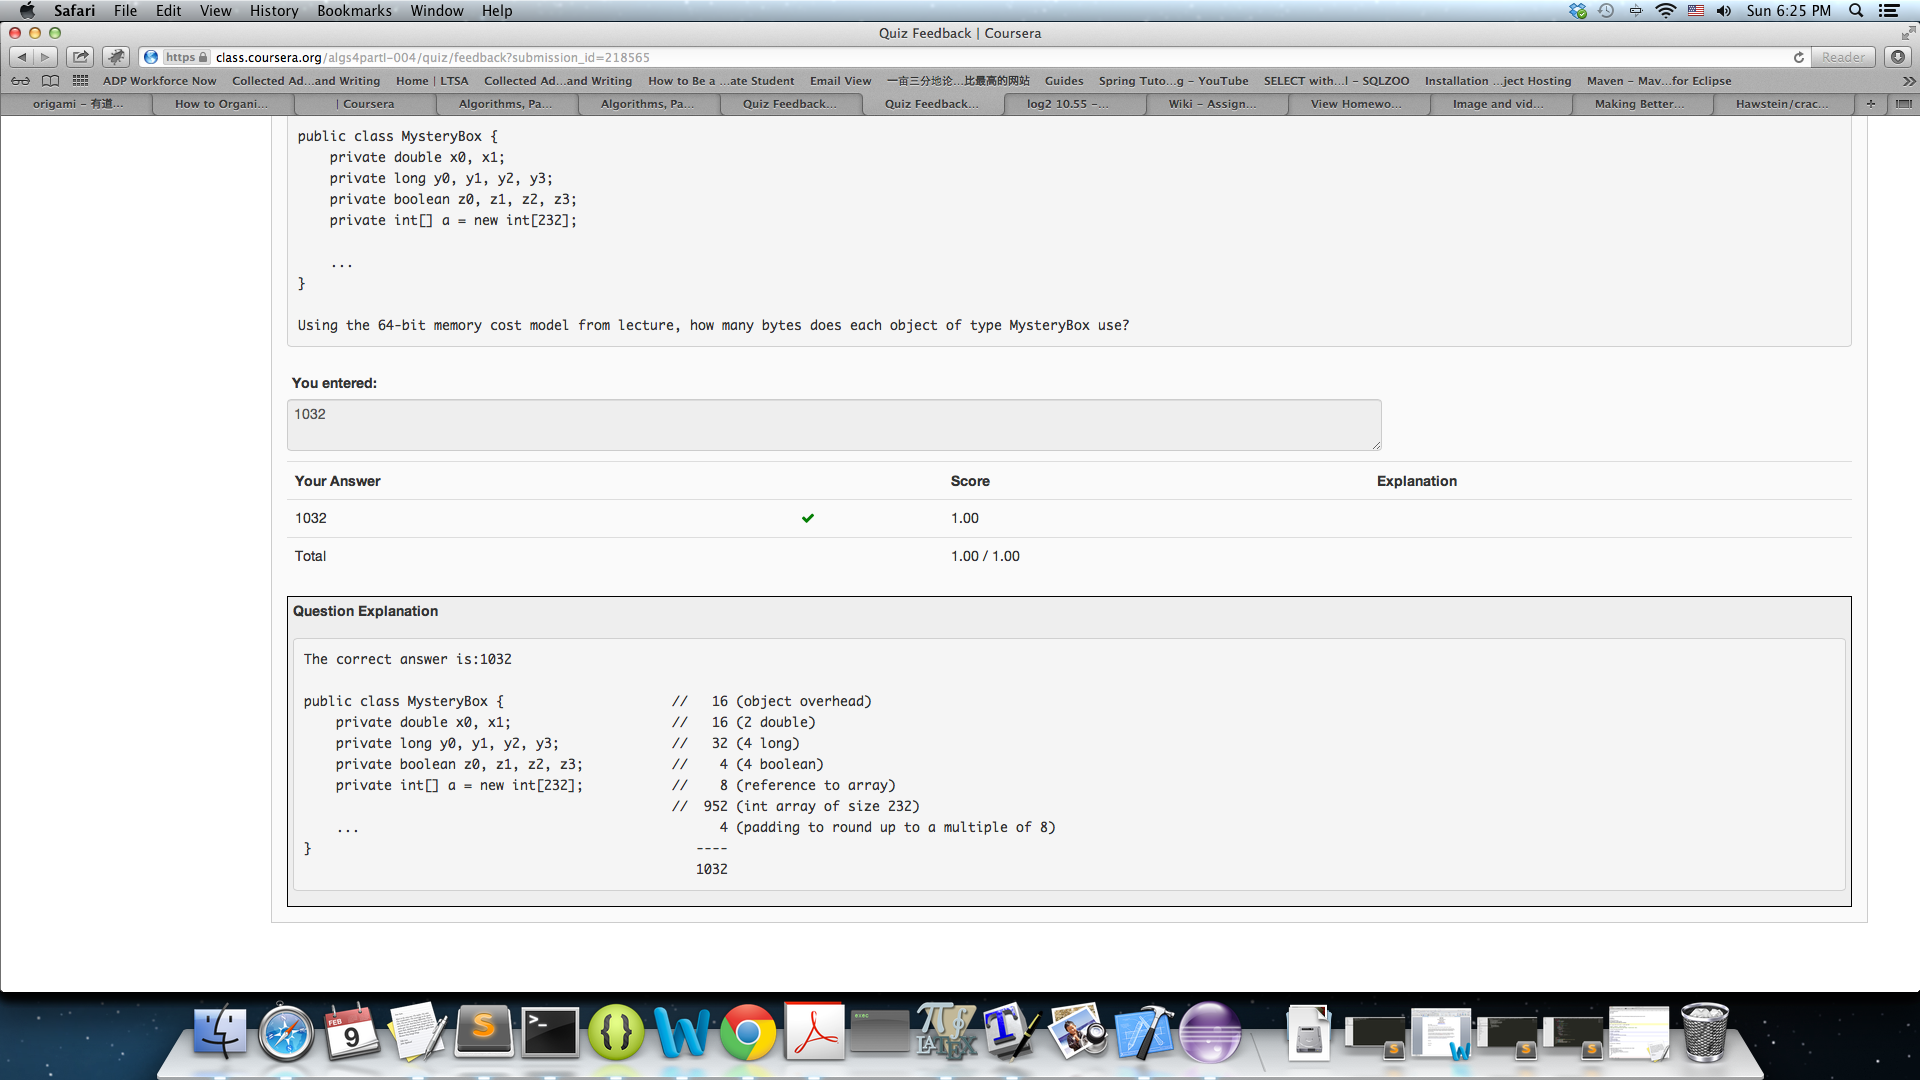 Safari File Edit View History Bookmarks Window Help Sun 6:25 PM
Quiz Feedback | Coursera
https class.coursera.org/algs4partI-004/quiz/feedback?submission_id=218565 Reader
ADP Workforce Now Collected Ad...and Writing Home | LTSA Collected Ad...and Writing How to Be a ...ate Student Email View 一亩三分地论...比最高的网站 Guides Spring Tuto...g – YouTube SELECT with...l – SQLZOO Installation ...ject Hosting Maven – Mav...for Eclipse
origami – 有道... How to Organi... | Coursera Algorithms, Pa... Algorithms, Pa... Quiz Feedback... Quiz Feedback... log2 10.55 –... Wiki – Assign... View Homewo... Image and vid... Making Better... Hawstein/crac...
public class MysteryBox {
private double x0, x1;
private long y0, y1, y2, y3;
private boolean z0, z1, z2, z3;
private int[] a = new int[232];
...
}
Using the 64-bit memory cost model from lecture, how many bytes does each object of type MysteryBox use?
You entered:
1032
Your Answer Score Explanation
1032 1.00
Total 1.00 / 1.00
Question Explanation
The correct answer is:1032
public class MysteryBox { // 16 (object overhead)
private double x0, x1; // 16 (2 double)
private long y0, y1, y2, y3; // 32 (4 long)
private boolean z0, z1, z2, z3; // 4 (4 boolean)
private int[] a = new int[232]; // 8 (reference to array)
// 952 (int array of size 232)
... 4 (padding to round up to a multiple of 8)
} ----
1032
FEB
9
exec
LATEX